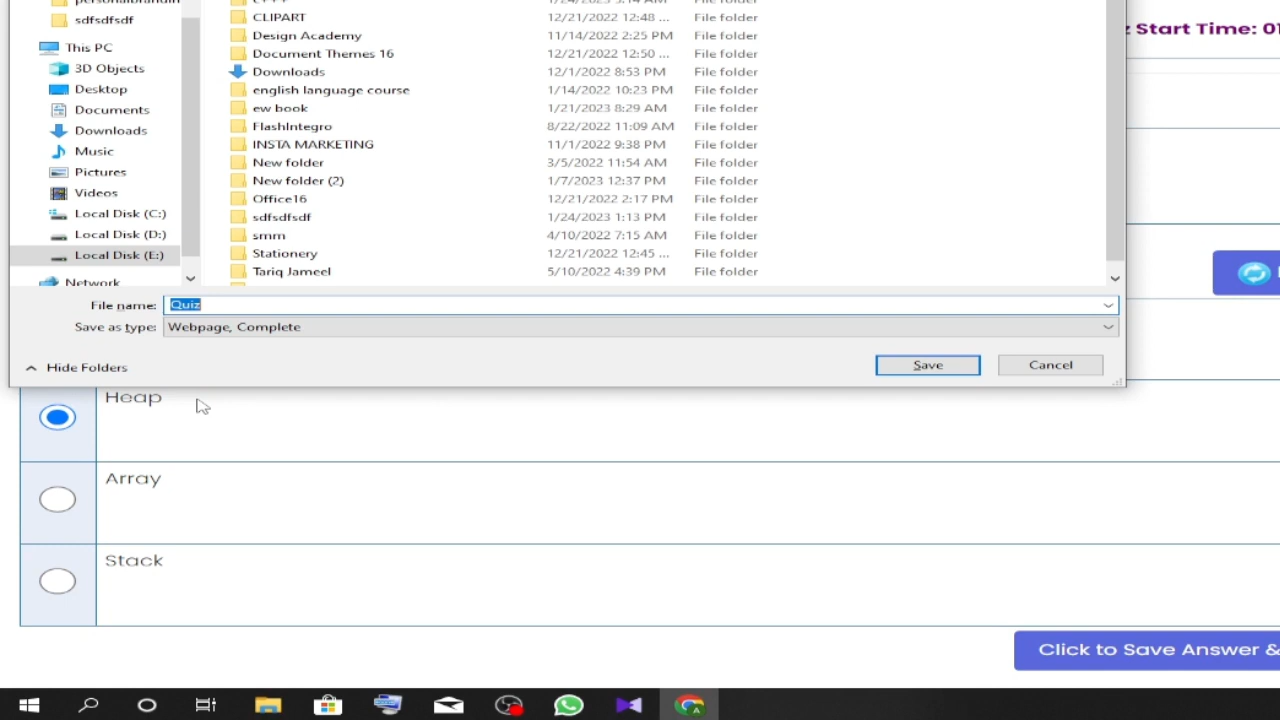 sdfsdfsdf
This PC
3D Objects
Desktop
Documents
Downloads
Music
Pictures
Videos
Local Disk (C:)
Local Disk (D:)
Local Disk (E:)
Network
CLIPART 12/21/2022 12:48 ... File folder
Design Academy 11/14/2022 2:25 PM File folder
Document Themes 16 12/21/2022 12:50 ... File folder
Downloads 12/1/2022 8:53 PM File folder
english language course 1/14/2022 10:23 PM File folder
ew book 1/21/2023 8:29 AM File folder
FlashIntegro 8/22/2022 11:09 AM File folder
INSTA MARKETING 11/1/2022 9:38 PM File folder
New folder 3/5/2022 11:54 AM File folder
New folder (2) 1/7/2023 12:37 PM File folder
Office16 12/21/2022 2:17 PM File folder
sdfsdfsdf 1/24/2023 1:13 PM File folder
smm 4/10/2022 7:15 AM File folder
Stationery 12/21/2022 12:45 ... File folder
Tariq Jameel 5/10/2022 4:39 PM File folder
File name: Quiz
Save as type: Webpage, Complete
Hide Folders Save Cancel
Start Time: 01
Heap
Array
Stack
Click to Save Answer &